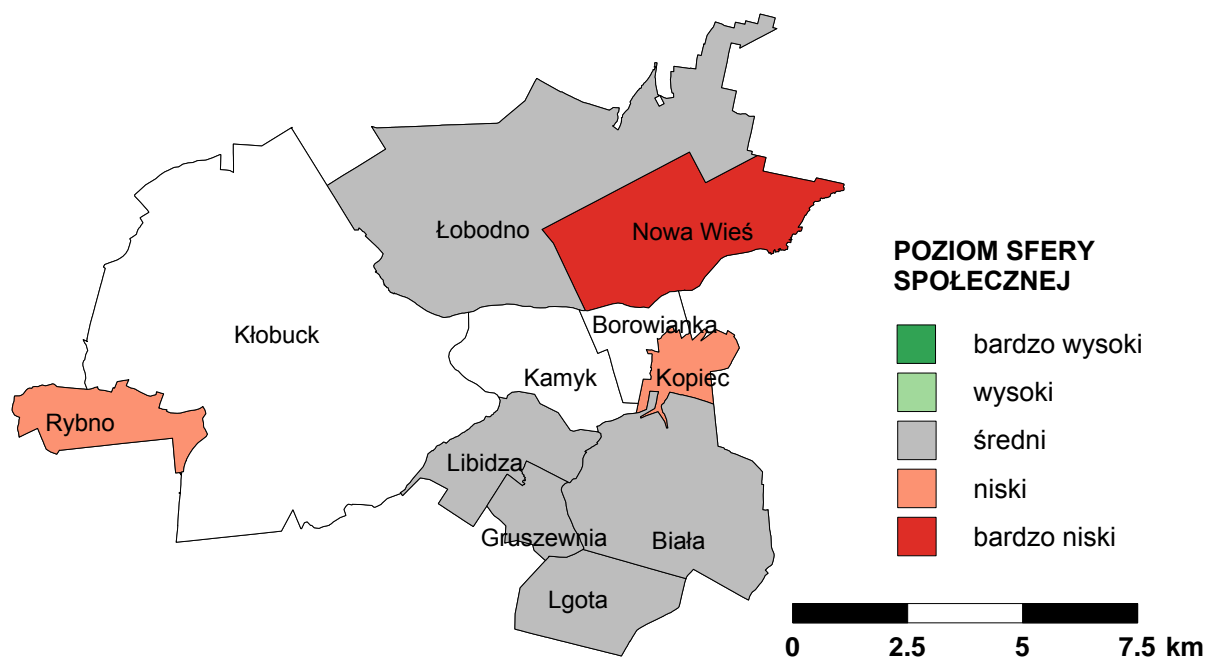 Łobodno
Nowa Wieś
Kłobuck
Borowianka
Kamyk
Kopiec
Rybno
Libidza
Gruszewnia
Biała
Lgota
POZIOM SFERY
SPOŁECZNEJ
bardzo wysoki
wysoki
średni
niski
bardzo niski
0 2.5 5 7.5 km